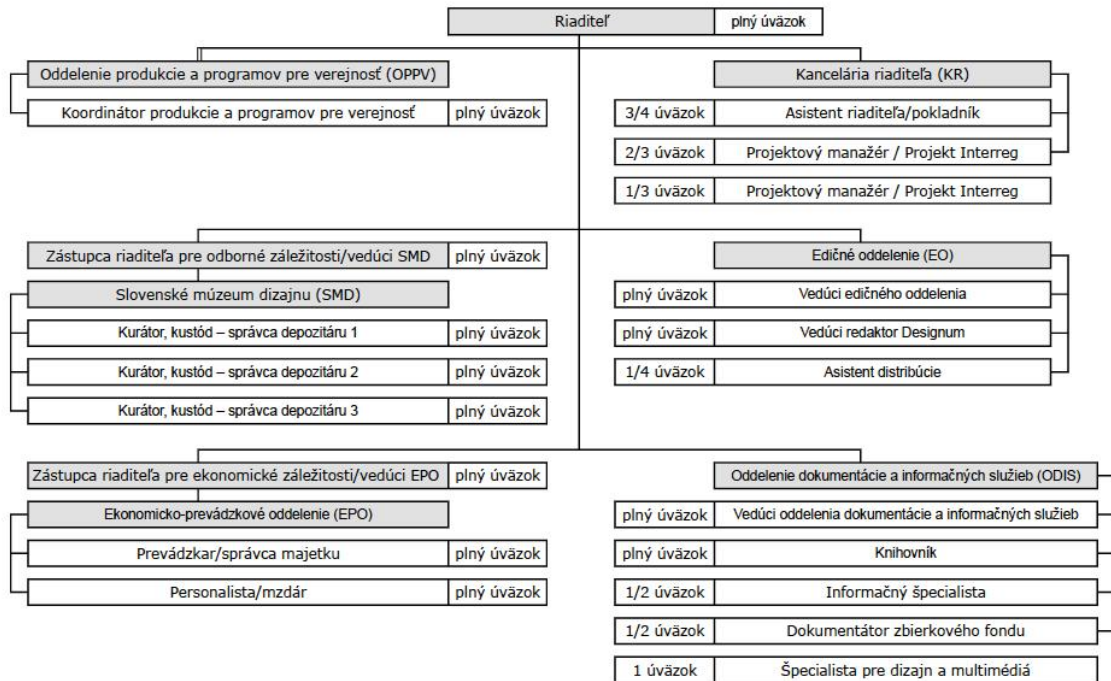 Riaditeľ plný úväzok
Oddelenie produkcie a programov pre verejnosť (OPPV)
Koordinátor produkcie a programov pre verejnosť plný úväzok
Kancelária riaditeľa (KR)
3/4 úväzok Asistent riaditeľa/pokladník
2/3 úväzok Projektový manažér / Projekt Interreg
1/3 úväzok Projektový manažér / Projekt Interreg
Zástupca riaditeľa pre odborné záležitosti/vedúci SMD plný úväzok
Slovenské múzeum dizajnu (SMD)
Kurátor, kustód – správca depozitáru 1 plný úväzok
Kurátor, kustód – správca depozitáru 2 plný úväzok
Kurátor, kustód – správca depozitáru 3 plný úväzok
Edičné oddelenie (EO)
plný úväzok Vedúci edičného oddelenia
plný úväzok Vedúci redaktor Designum
1/4 úväzok Asistent distribúcie
Zástupca riaditeľa pre ekonomické záležitosti/vedúci EPO plný úväzok
Ekonomicko-prevádzkové oddelenie (EPO)
Prevádzkar/správca majetku plný úväzok
Personalista/mzdár plný úväzok
Oddelenie dokumentácie a informačných služieb (ODIS)
plný úväzok Vedúci oddelenia dokumentácie a informačných služieb
plný úväzok Knihovník
1/2 úväzok Informačný špecialista
1/2 úväzok Dokumentátor zbierkového fondu
1 úväzok Špecialista pre dizajn a multimédiá